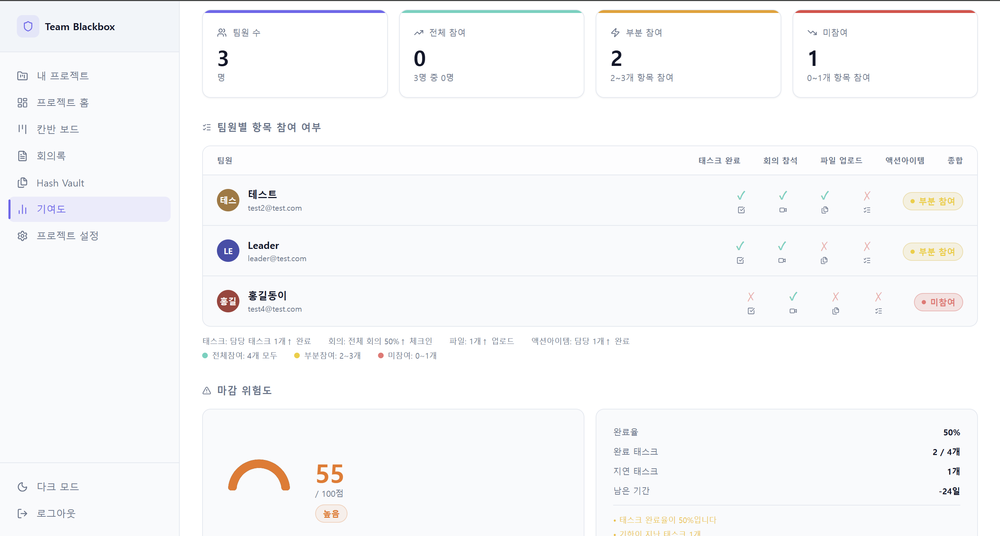 Team Blackbox
내 프로젝트
프로젝트 홈
칸반 보드
회의록
Hash Vault
기여도
프로젝트 설정
다크 모드
로그아웃
팀원 수
3
명
전체 참여
0
3명 중 0명
부분 참여
2
2~3개 항목 참여
미참여
1
0~1개 항목 참여
팀원별 항목 참여 여부
팀원 태스크 완료 회의 참석 파일 업로드 액션아이템 종합
테스 테스트
test2@test.com
✓ ✓ ✓ ✗
부분 참여
LE Leader
leader@test.com
✓ ✓ ✗ ✗
부분 참여
홍길 홍길동이
test4@test.com
✗ ✓ ✗ ✗
미참여
태스크: 담당 태스크 1개↑ 완료 회의: 전체 회의 50%↑ 체크인 파일: 1개↑ 업로드 액션아이템: 담당 1개↑ 완료
전체참여: 4개 모두 부분참여: 2~3개 미참여: 0~1개
마감 위험도
55
/ 100점
높음
완료율 50%
완료 태스크 2 / 4개
지연 태스크 1개
남은 기간 -24일
• 태스크 완료율이 50%입니다
• 기한이 지난 태스크 1개